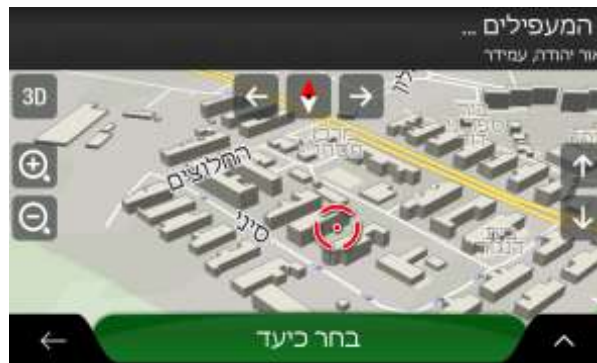 המעפילים ...
אור יהודה, עמידר
3D
החלוצים
סיני
בחר כיעד